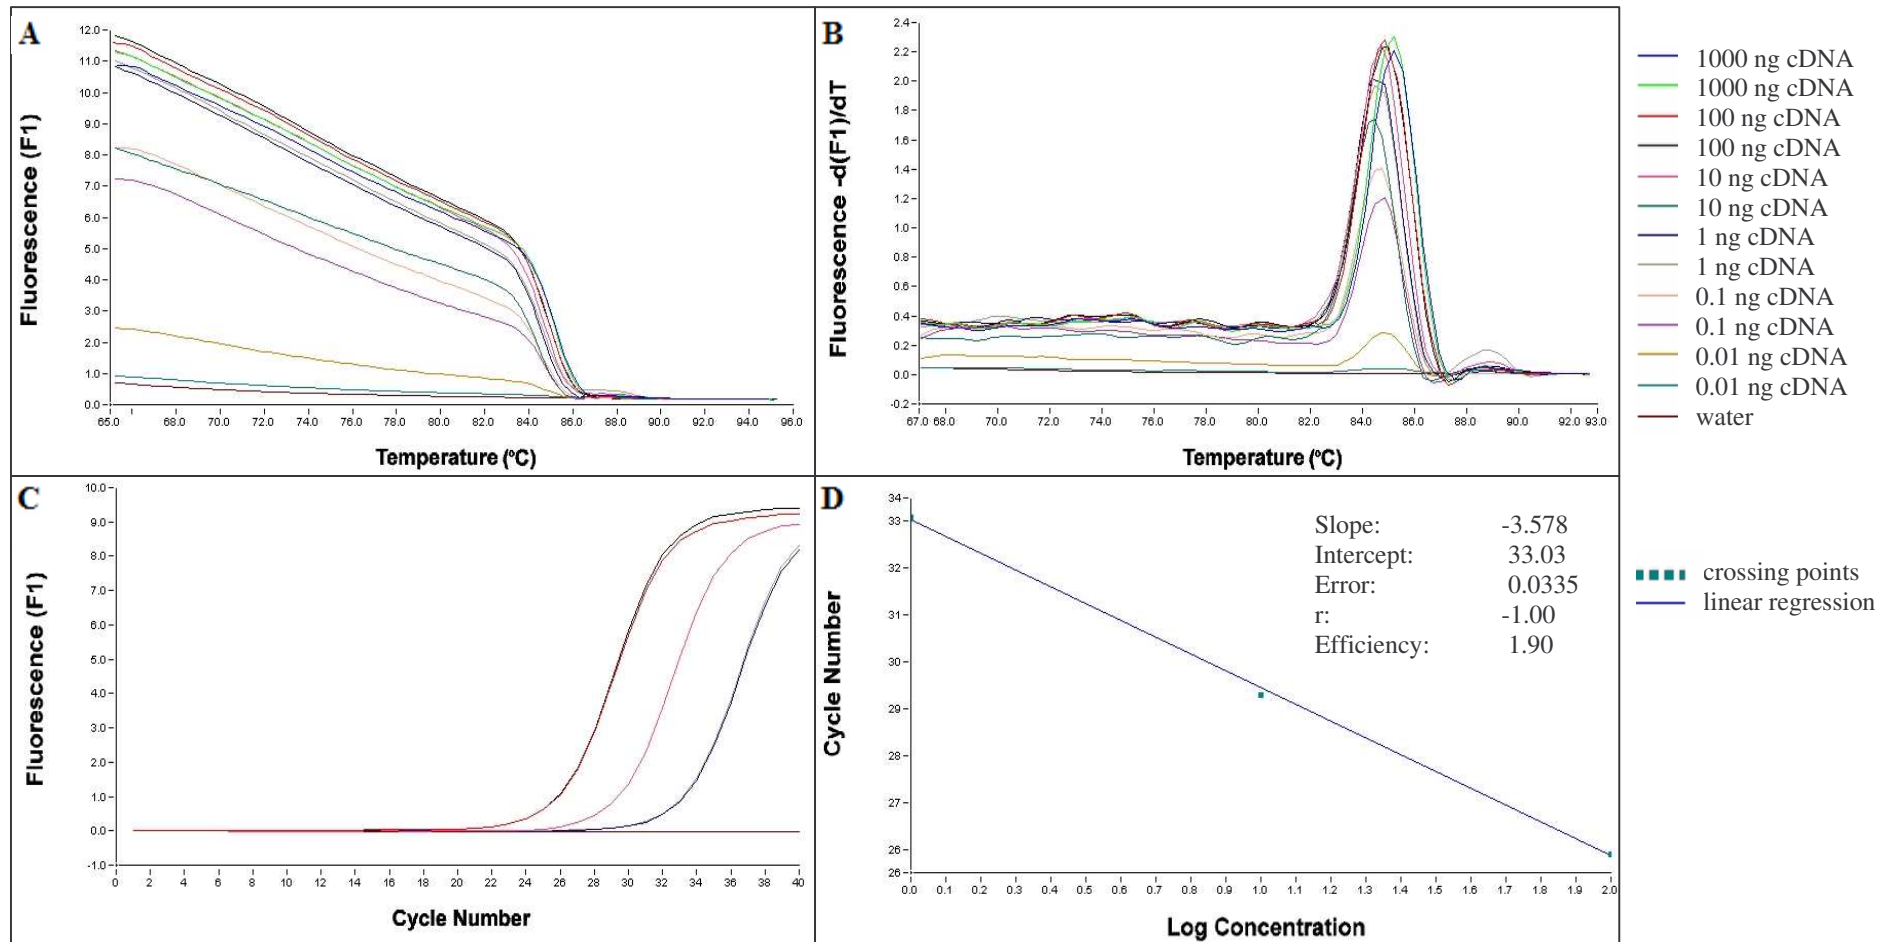 A
12.0
11.0
10.0
9.0
8.0
7.0
6.0
5.0
4.0
3.0
2.0
1.0
0.0
Fluorescence (F1)
65.0 68.0 70.0 72.0 74.0 76.0 78.0 80.0 82.0 84.0 86.0 88.0 90.0 92.0 94.0 96.0
Temperature (ºC)
B
2.4
2.2
2.0
1.8
1.6
1.4
1.2
1.0
0.8
0.6
0.4
0.2
0.0
-0.2
Fluorescence -d(F1)/dT
67.0 68.0 70.0 72.0 74.0 76.0 78.0 80.0 82.0 84.0 86.0 88.0 90.0 92.0 93.0
Temperature (ºC)
1000 ng cDNA
1000 ng cDNA
100 ng cDNA
100 ng cDNA
10 ng cDNA
10 ng cDNA
1 ng cDNA
1 ng cDNA
0.1 ng cDNA
0.1 ng cDNA
0.01 ng cDNA
0.01 ng cDNA
water
C
10.0
9.0
8.0
7.0
6.0
5.0
4.0
3.0
2.0
1.0
0.0
-1.0
Fluorescence (F1)
0 2 4 6 8 10 12 14 16 18 20 22 24 26 28 30 32 34 36 38 40
Cycle Number
D
34
33
32
31
30
29
28
27
26
26
Cycle Number
Slope: -3.578
Intercept: 33.03
Error: 0.0335
r: -1.00
Efficiency: 1.90
0.0 0.1 0.2 0.3 0.4 0.5 0.6 0.7 0.8 0.9 1.0 1.1 1.2 1.3 1.4 1.5 1.6 1.7 1.8 1.9 2.0
Log Concentration
crossing points
linear regression